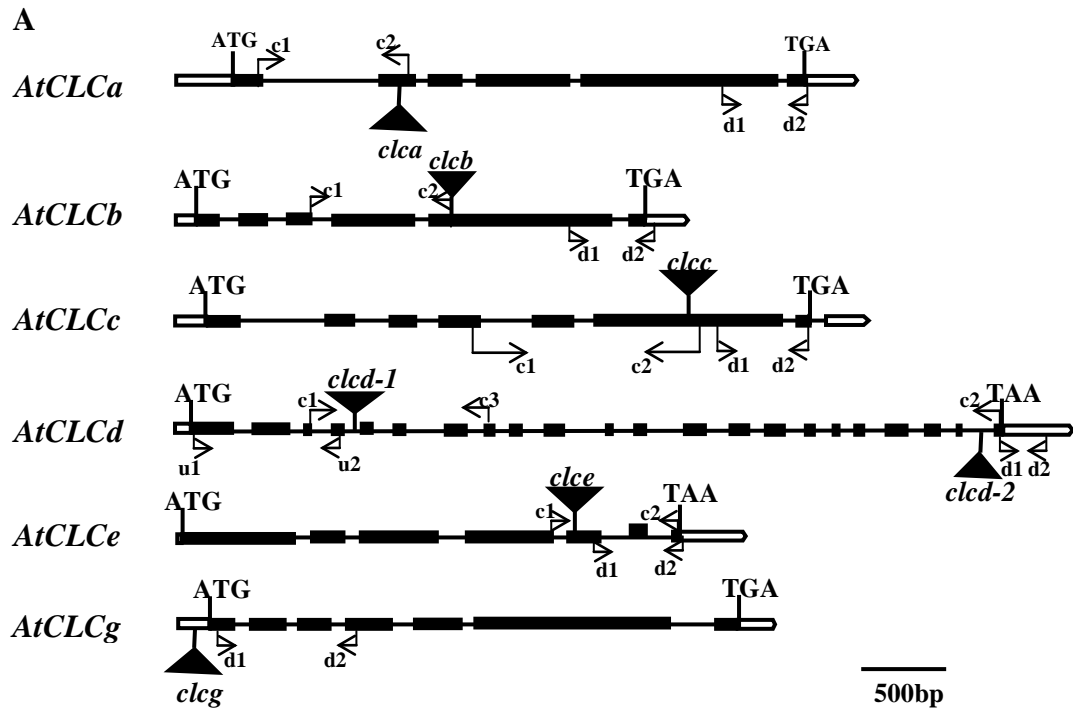 A
ATG c1 c2 TGA
AtCLCa
d1 d2
clca
clcb
ATG c1 c2 TGA
AtCLCb
d1 d2
clcc
ATG TGA
AtCLCc
c1 c2 d1 d2
clcd-1
ATG c1 c3 c2 TAA
AtCLCd
u1 u2 d1 d2
clcd-2
clce
ATG c1 c2 TAA
AtCLCe
d1 d2
ATG TGA
AtCLCg
d1 d2
clcg
500bp